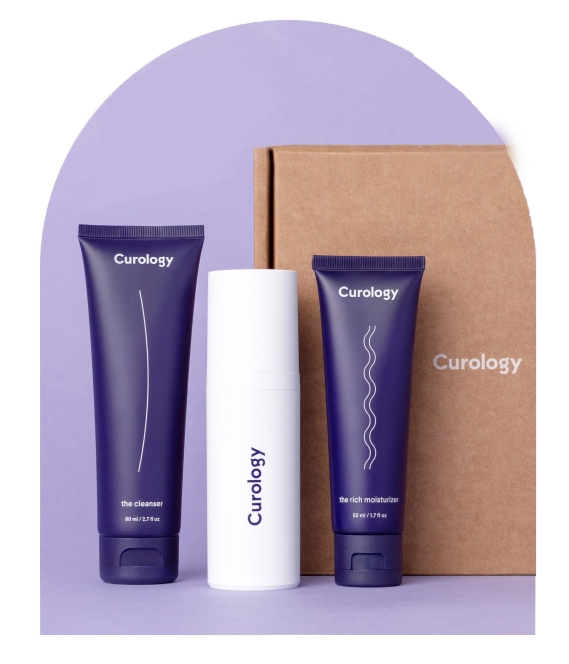 Curology
the cleanser
80 ml / 2.7 fl oz
Curology
Curology
the rich moisturizer
50 ml / 1.7 fl oz
Curology